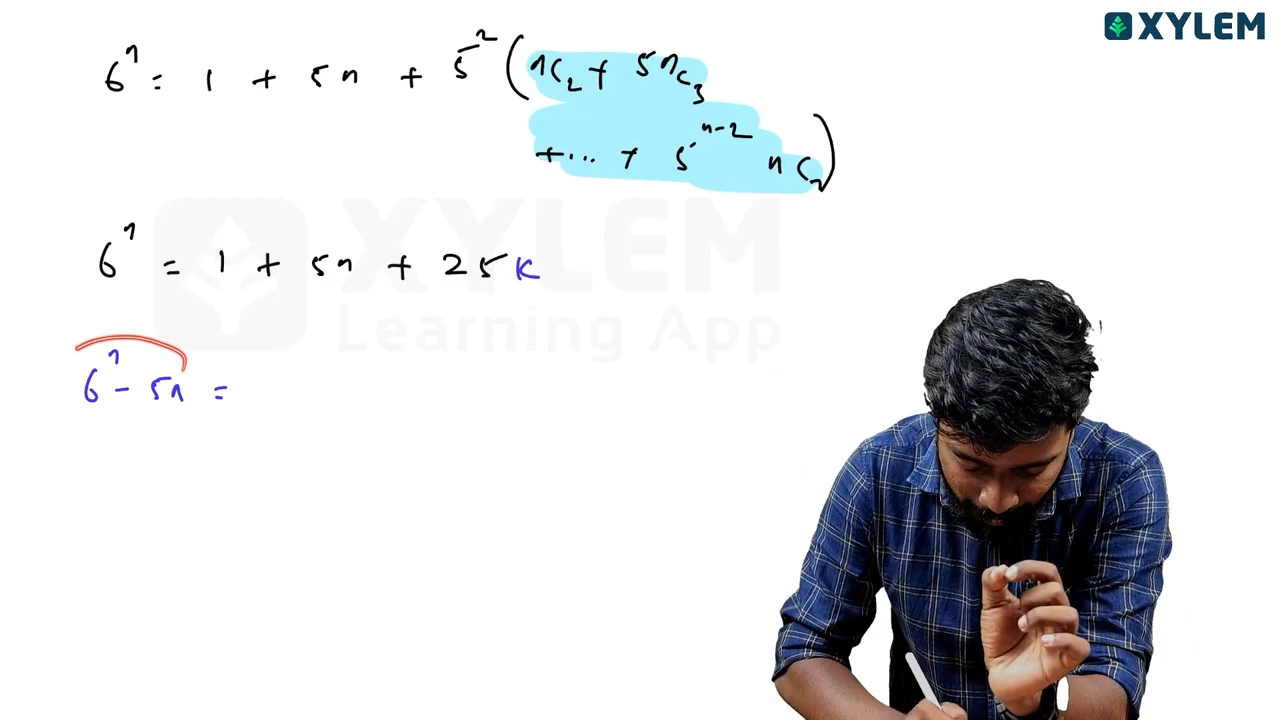 XYLEM
6ⁿ = 1 + 5n + 5² (nC₂ + 5 nC₃
+... + 5ⁿ⁻² nCₙ)
6ⁿ = 1 + 5n + 25K
XYLEM
Learning App
6ⁿ - 5n =